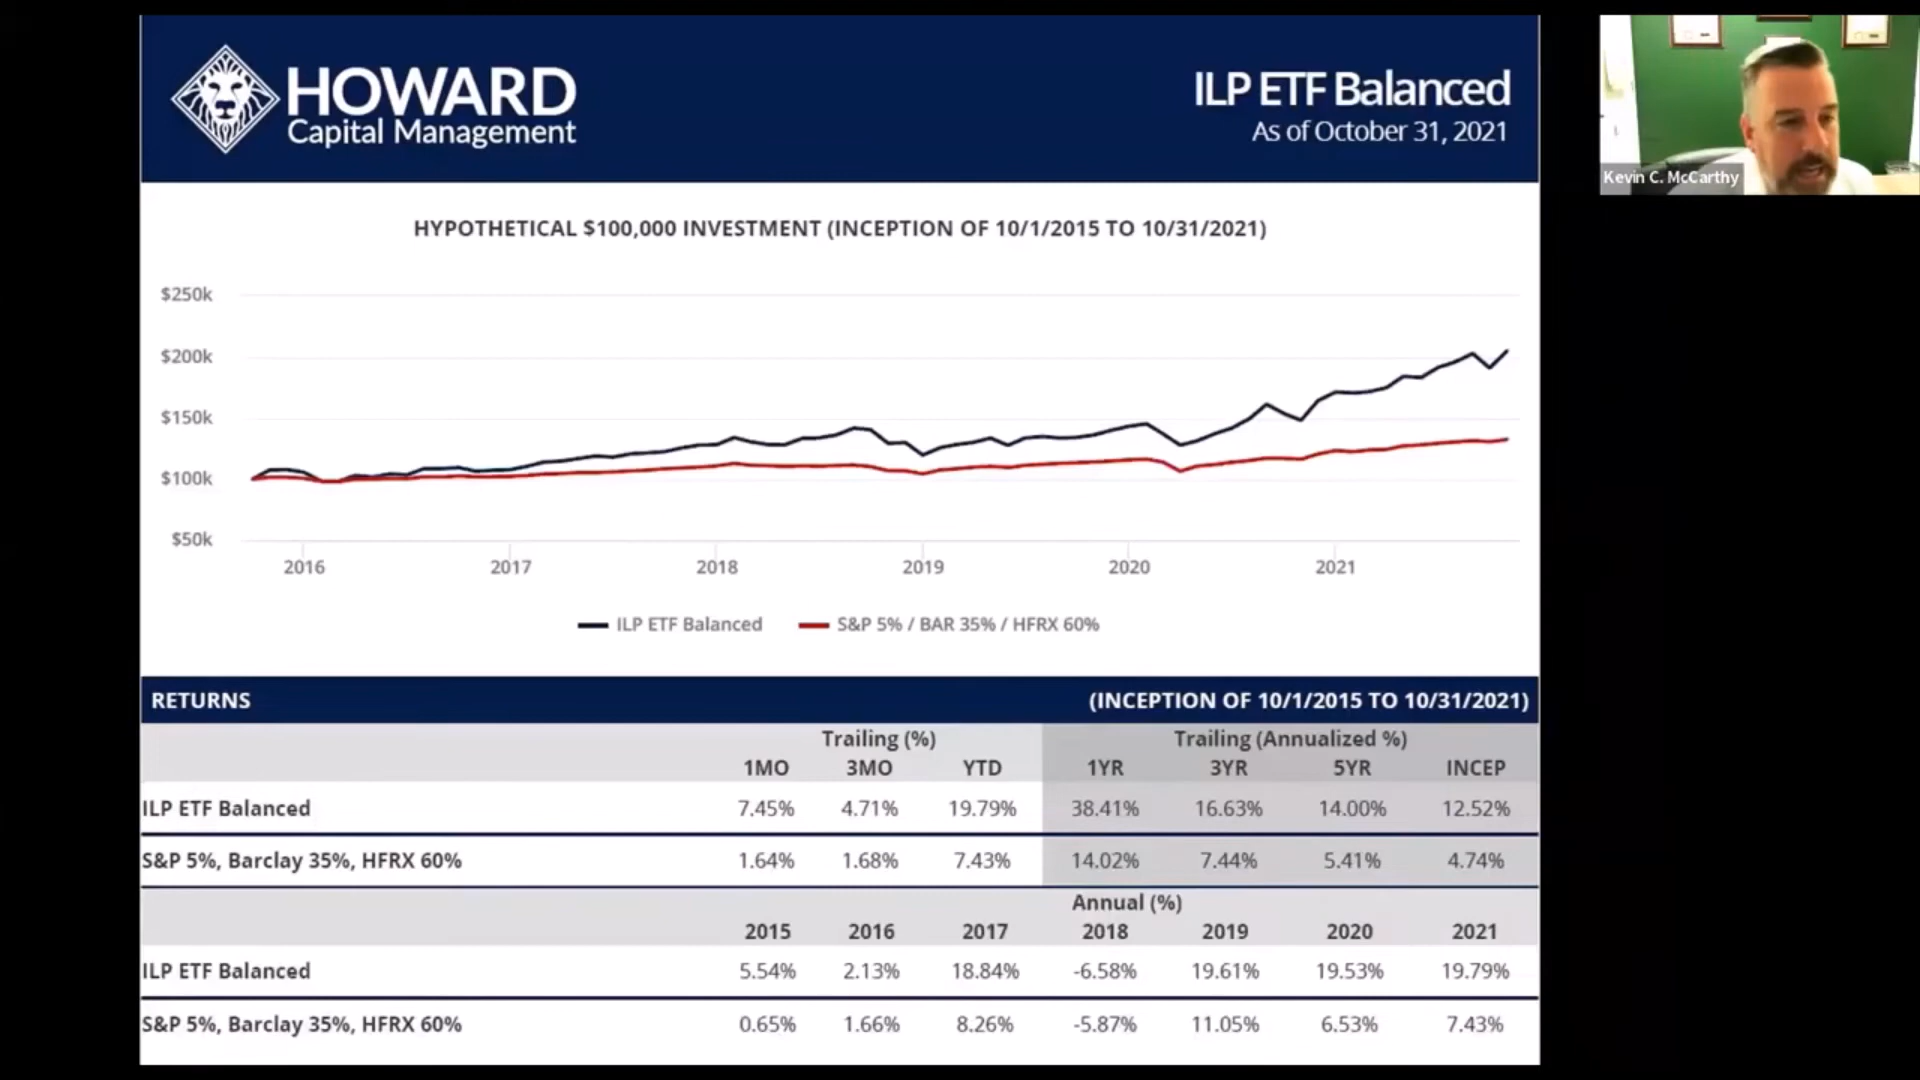 HOWARD
Capital Management
ILP ETF Balanced
As of October 31, 2021
Kevin C. McCarthy
HYPOTHETICAL $100,000 INVESTMENT (INCEPTION OF 10/1/2015 TO 10/31/2021)
$250k
$200k
$150k
$100k
$50k
2016 2017 2018 2019 2020 2021
ILP ETF Balanced S&P 5% / BAR 35% / HFRX 60%
RETURNS (INCEPTION OF 10/1/2015 TO 10/31/2021)
Trailing (%) Trailing (Annualized %)
1MO 3MO YTD 1YR 3YR 5YR INCEP
ILP ETF Balanced 7.45% 4.71% 19.79% 38.41% 16.63% 14.00% 12.52%
S&P 5%, Barclay 35%, HFRX 60% 1.64% 1.68% 7.43% 14.02% 7.44% 5.41% 4.74%
Annual (%)
2015 2016 2017 2018 2019 2020 2021
ILP ETF Balanced 5.54% 2.13% 18.84% -6.58% 19.61% 19.53% 19.79%
S&P 5%, Barclay 35%, HFRX 60% 0.65% 1.66% 8.26% -5.87% 11.05% 6.53% 7.43%